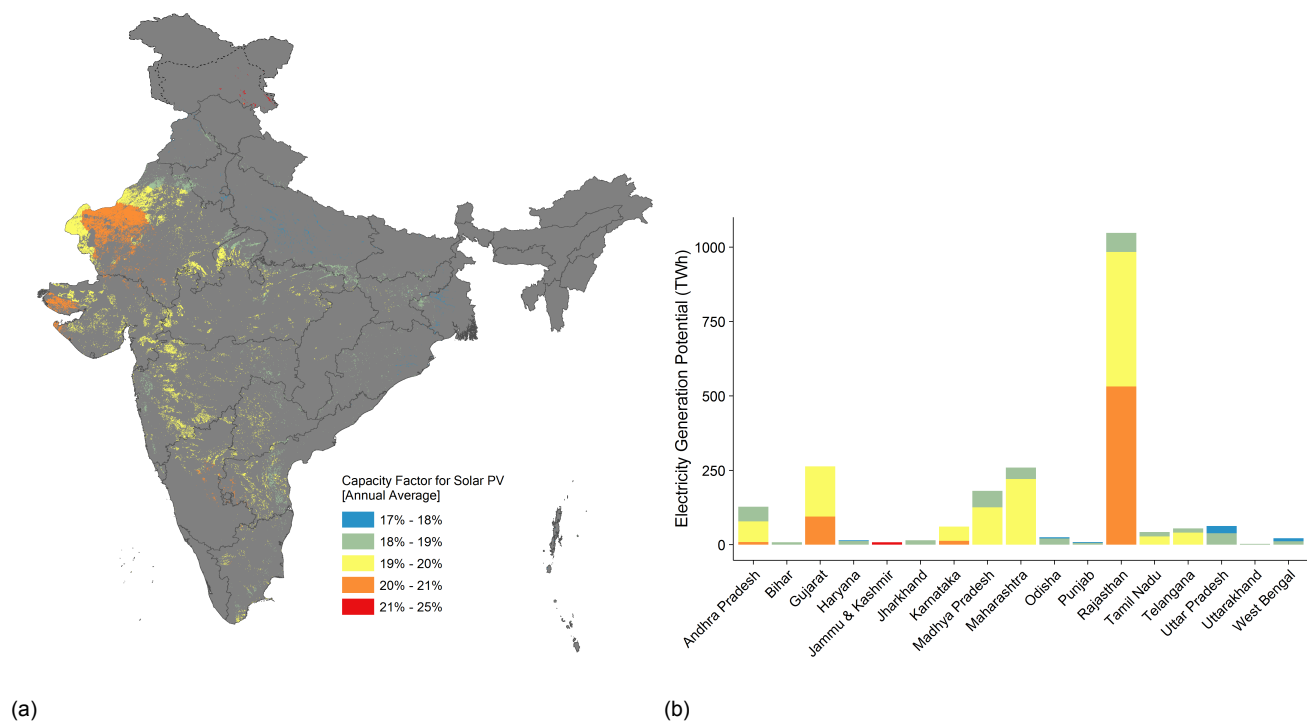 Capacity Factor for Solar PV
[Annual Average]
17% - 18%
18% - 19%
19% - 20%
20% - 21%
21% - 25%
(a)
Electricity Generation Potential (TWh)
1000
750
500
250
0
Andhra Pradesh
Bihar
Gujarat
Haryana
Jammu & Kashmir
Jharkhand
Karnataka
Madhya Pradesh
Maharashtra
Odisha
Punjab
Rajasthan
Tamil Nadu
Telangana
Uttar Pradesh
Uttarakhand
West Bengal
(b)